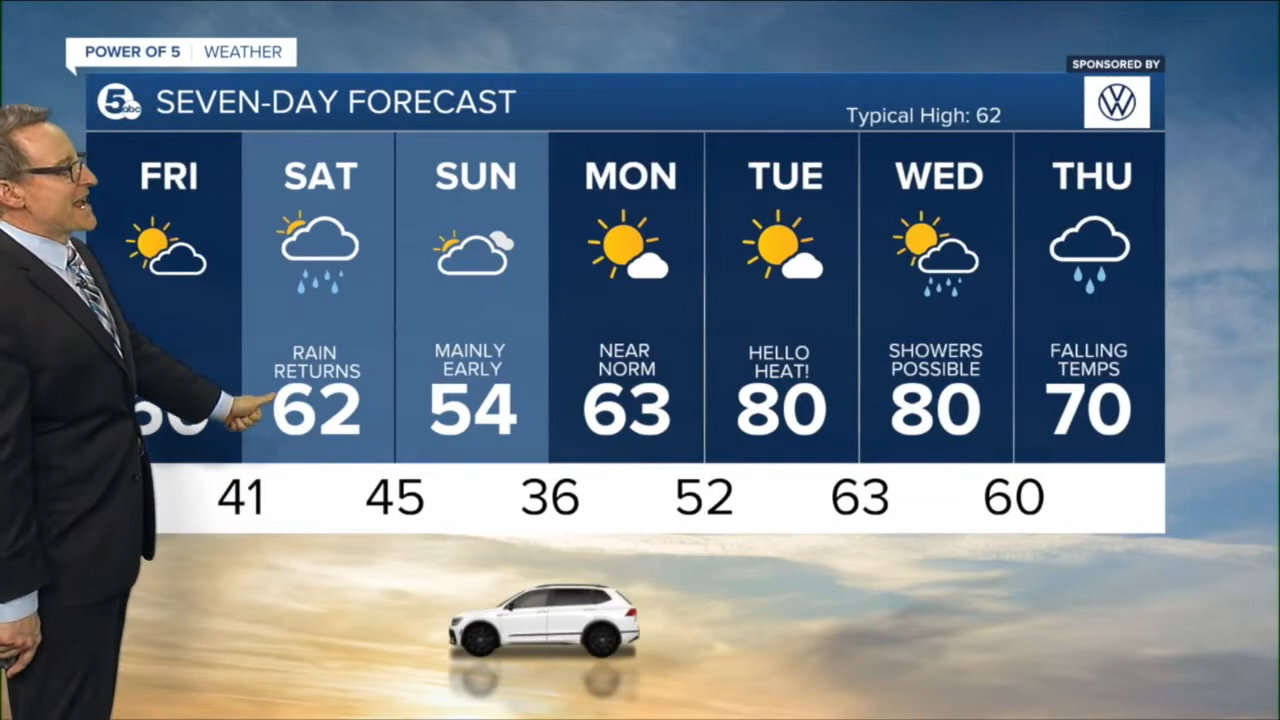 POWER OF 5 | WEATHER
SPONSORED BY
5 abc SEVEN-DAY FORECAST
Typical High: 62
FRI SAT SUN MON TUE WED THU
RAIN RETURNS
MAINLY EARLY
NEAR NORM
HELLO HEAT!
SHOWERS POSSIBLE
FALLING TEMPS
62 54 63 80 80 70
41 45 36 52 63 60